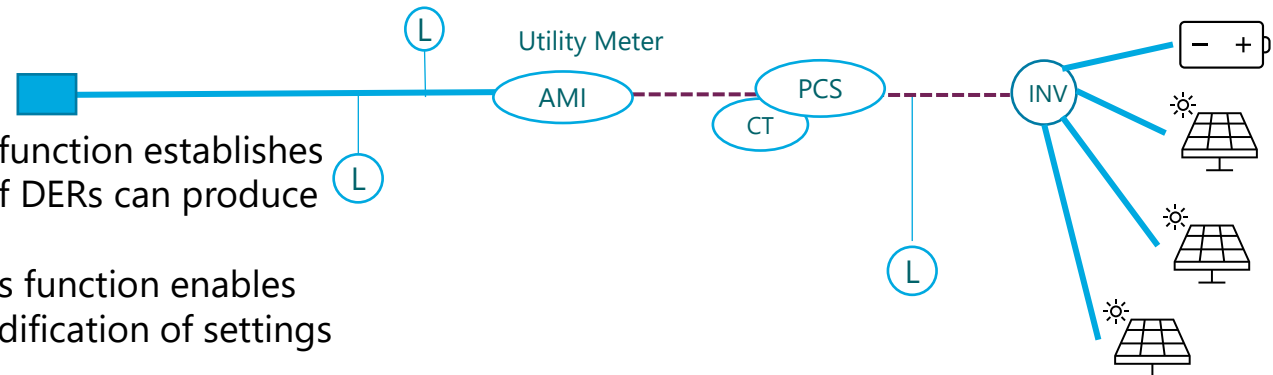 L
Utility Meter
AMI
PCS
CT
INV
function establishes
f DERs can produce
L
L
s function enables
dification of settings